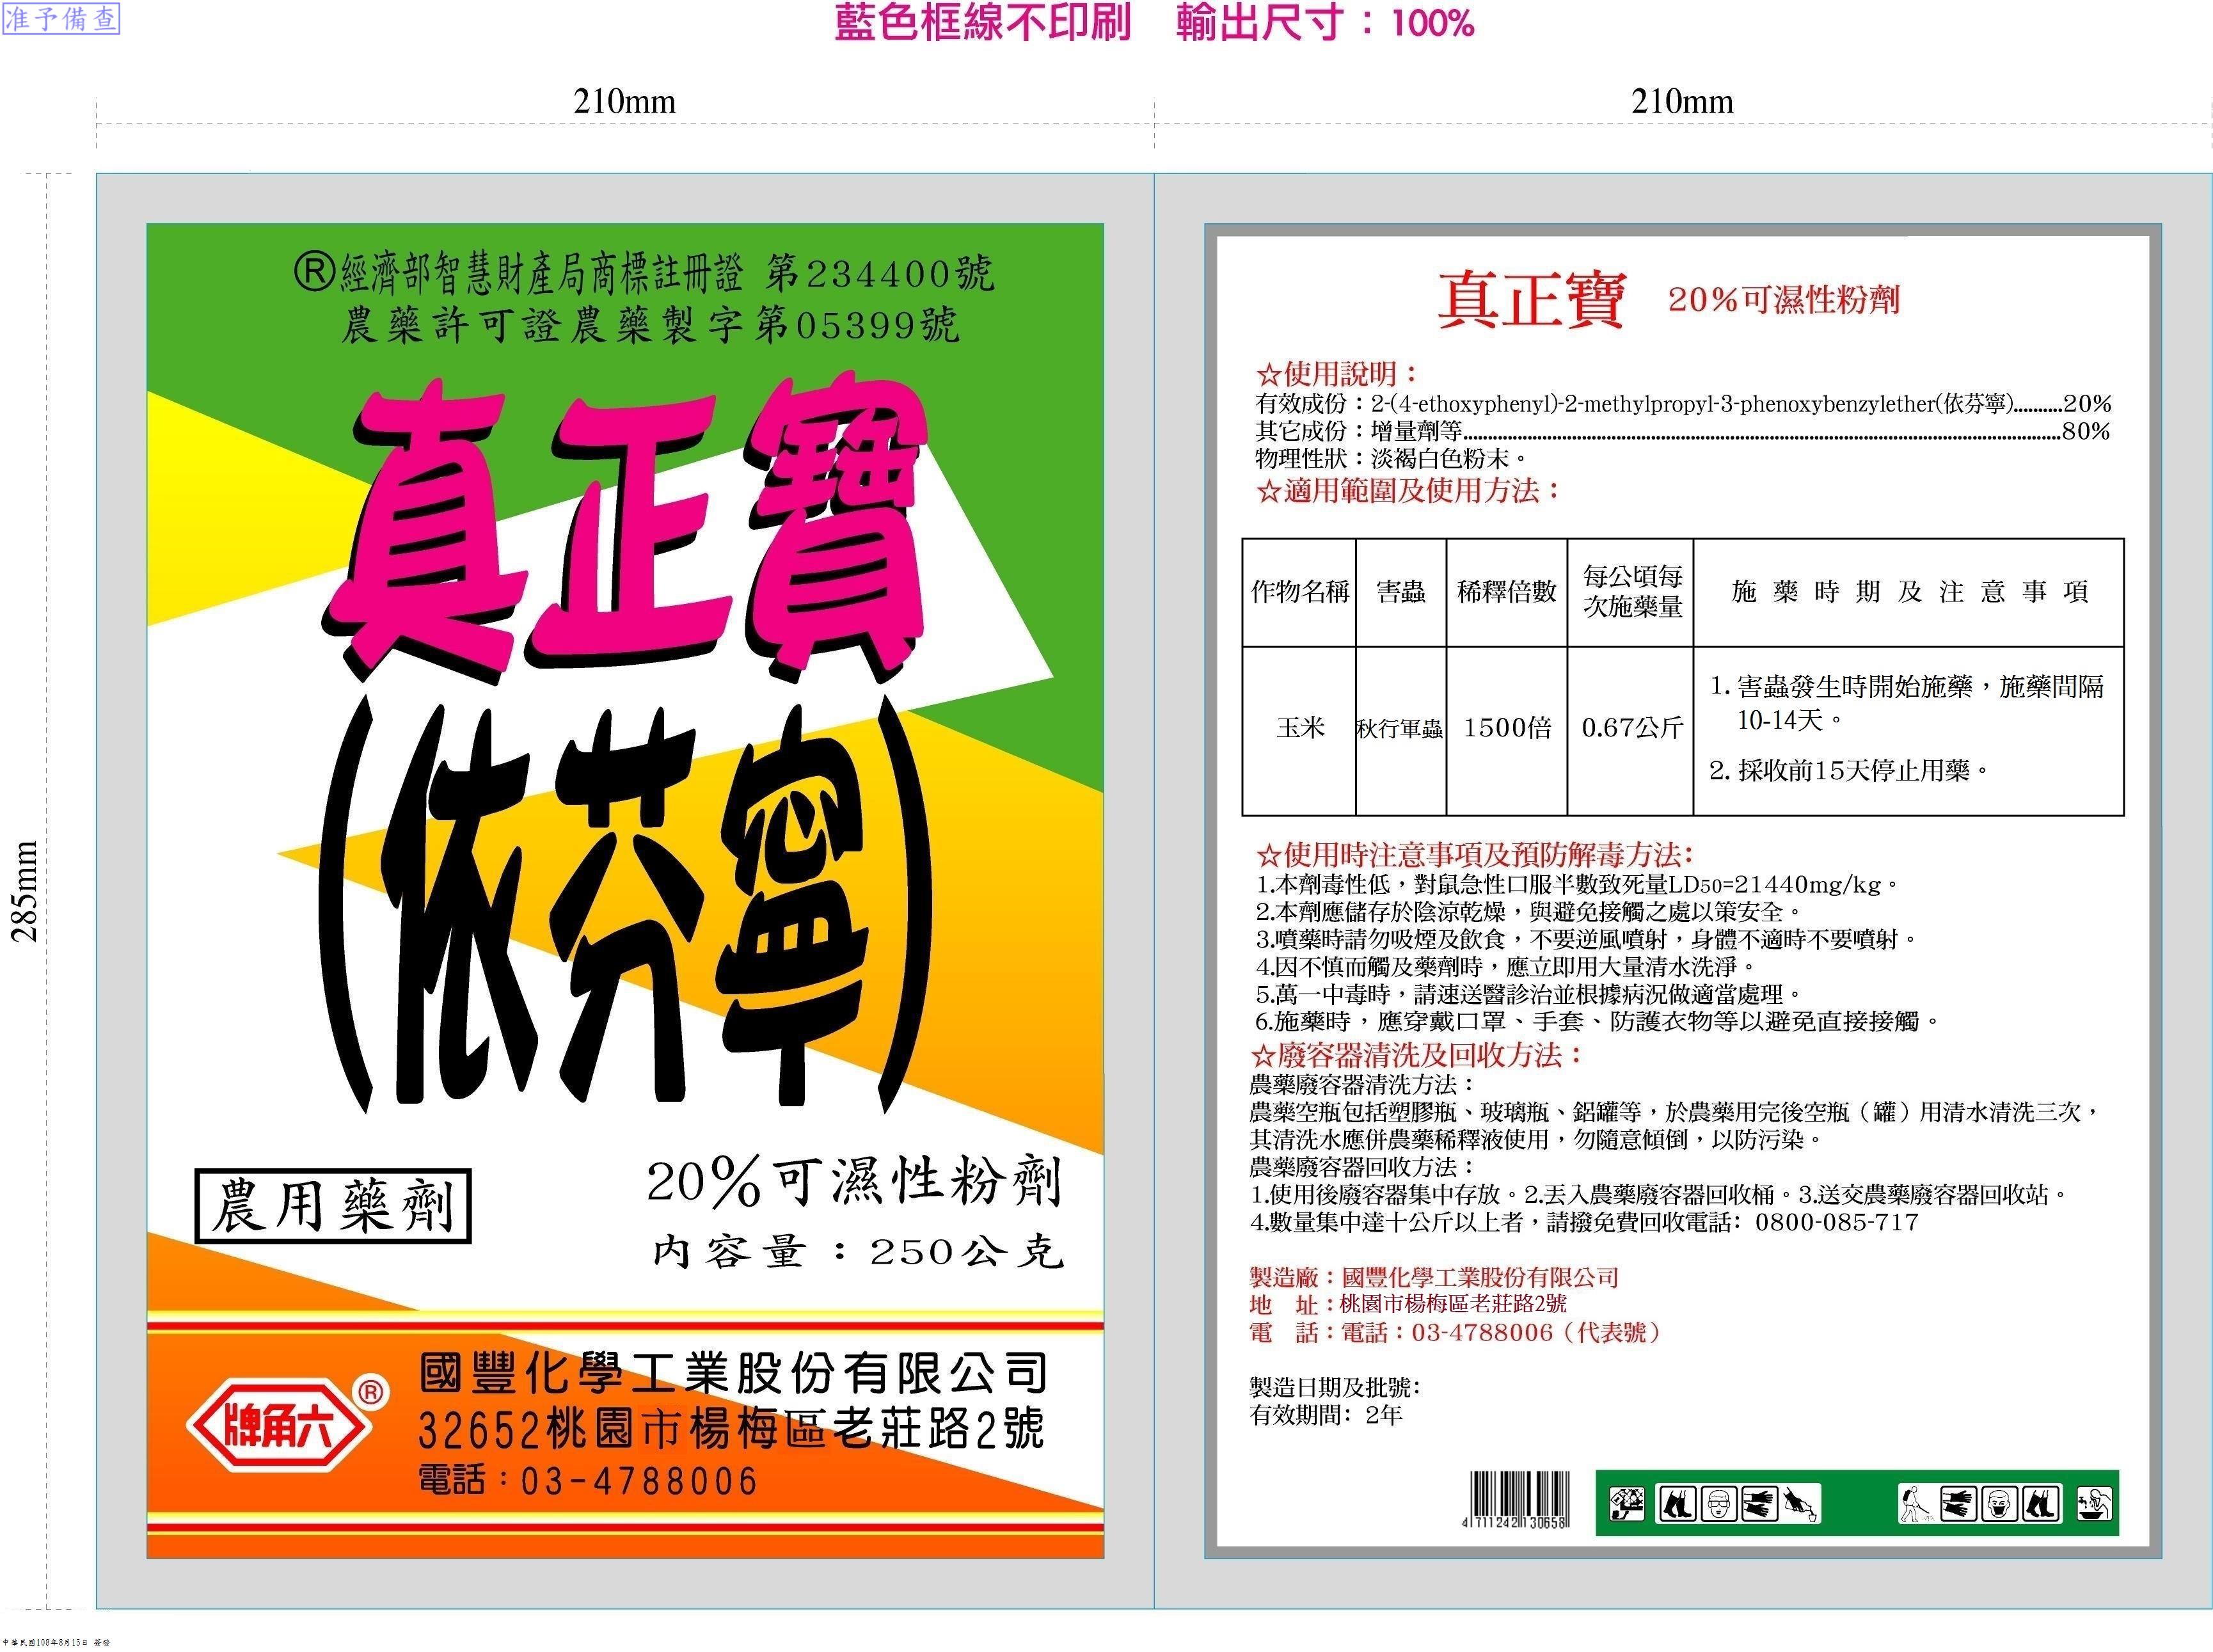 准予備查
藍色框線不印刷　輸出尺寸：100%
210mm
210mm
285mm
®經濟部智慧財產局商標註冊證 第234400號
農藥許可證農藥製字第05399號
真正寶
(依芬寧)
農用藥劑
20%可濕性粉劑
內容量：250公克
牌角六®
國豐化學工業股份有限公司
32652桃園市楊梅區老莊路2號
電話：03-4788006
真正寶 20%可濕性粉劑
☆使用說明：
有效成份：2-(4-ethoxyphenyl)-2-methylpropyl-3-phenoxybenzylether(依芬寧)..........20%
其它成份：增量劑等..........80%
物理性狀：淡褐白色粉末。
☆適用範圍及使用方法：
作物名稱 害蟲 稀釋倍數 每公頃每次施藥量 施藥時期及注意事項
玉米 秋行軍蟲 1500倍 0.67公斤
1. 害蟲發生時開始施藥，施藥間隔
10-14天。
2. 採收前15天停止用藥。
☆使用時注意事項及預防解毒方法:
1.本劑毒性低，對鼠急性口服半數致死量LD50=21440mg/kg。
2.本劑應儲存於陰涼乾燥，與避免接觸之處以策安全。
3.噴藥時請勿吸煙及飲食，不要逆風噴射，身體不適時不要噴射。
4.因不慎而觸及藥劑時，應立即用大量清水洗淨。
5.萬一中毒時，請速送醫診治並根據病況做適當處理。
6.施藥時，應穿戴口罩、手套、防護衣物等以避免直接接觸。
☆廢容器清洗及回收方法：
農藥廢容器清洗方法：
農藥空瓶包括塑膠瓶、玻璃瓶、鋁罐等，於農藥用完後空瓶（罐）用清水清洗三次，
其清洗水應併農藥稀釋液使用，勿隨意傾倒，以防污染。
農藥廢容器回收方法：
1.使用後廢容器集中存放。2.丟入農藥廢容器回收桶。3.送交農藥廢容器回收站。
4.數量集中達十公斤以上者，請撥免費回收電話: 0800-085-717
製造廠：國豐化學工業股份有限公司
地　址：桃園市楊梅區老莊路2號
電　話：電話：03-4788006（代表號）
製造日期及批號:
有效期間: 2年
4711242130658
中華民國108年8月15日 簽發